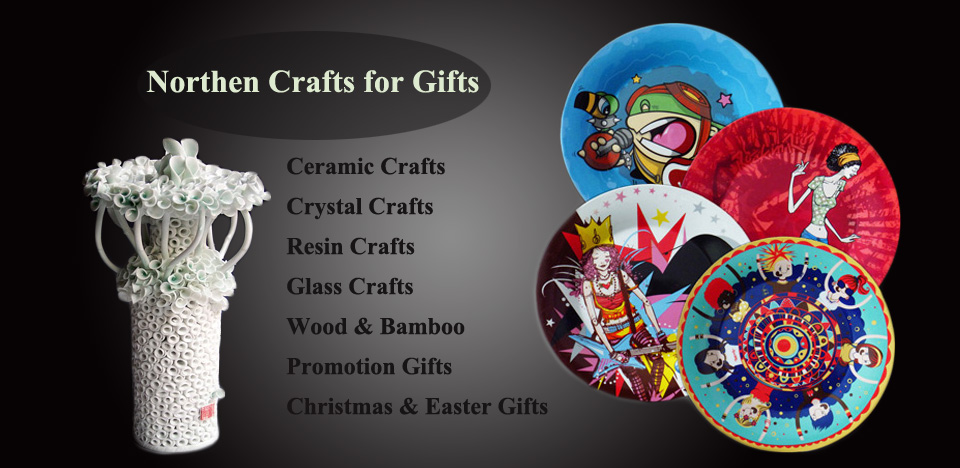 Northen Crafts for Gifts
Ceramic Crafts
Crystal Crafts
Resin Crafts
Glass Crafts
Wood & Bamboo
Promotion Gifts
Christmas & Easter Gifts